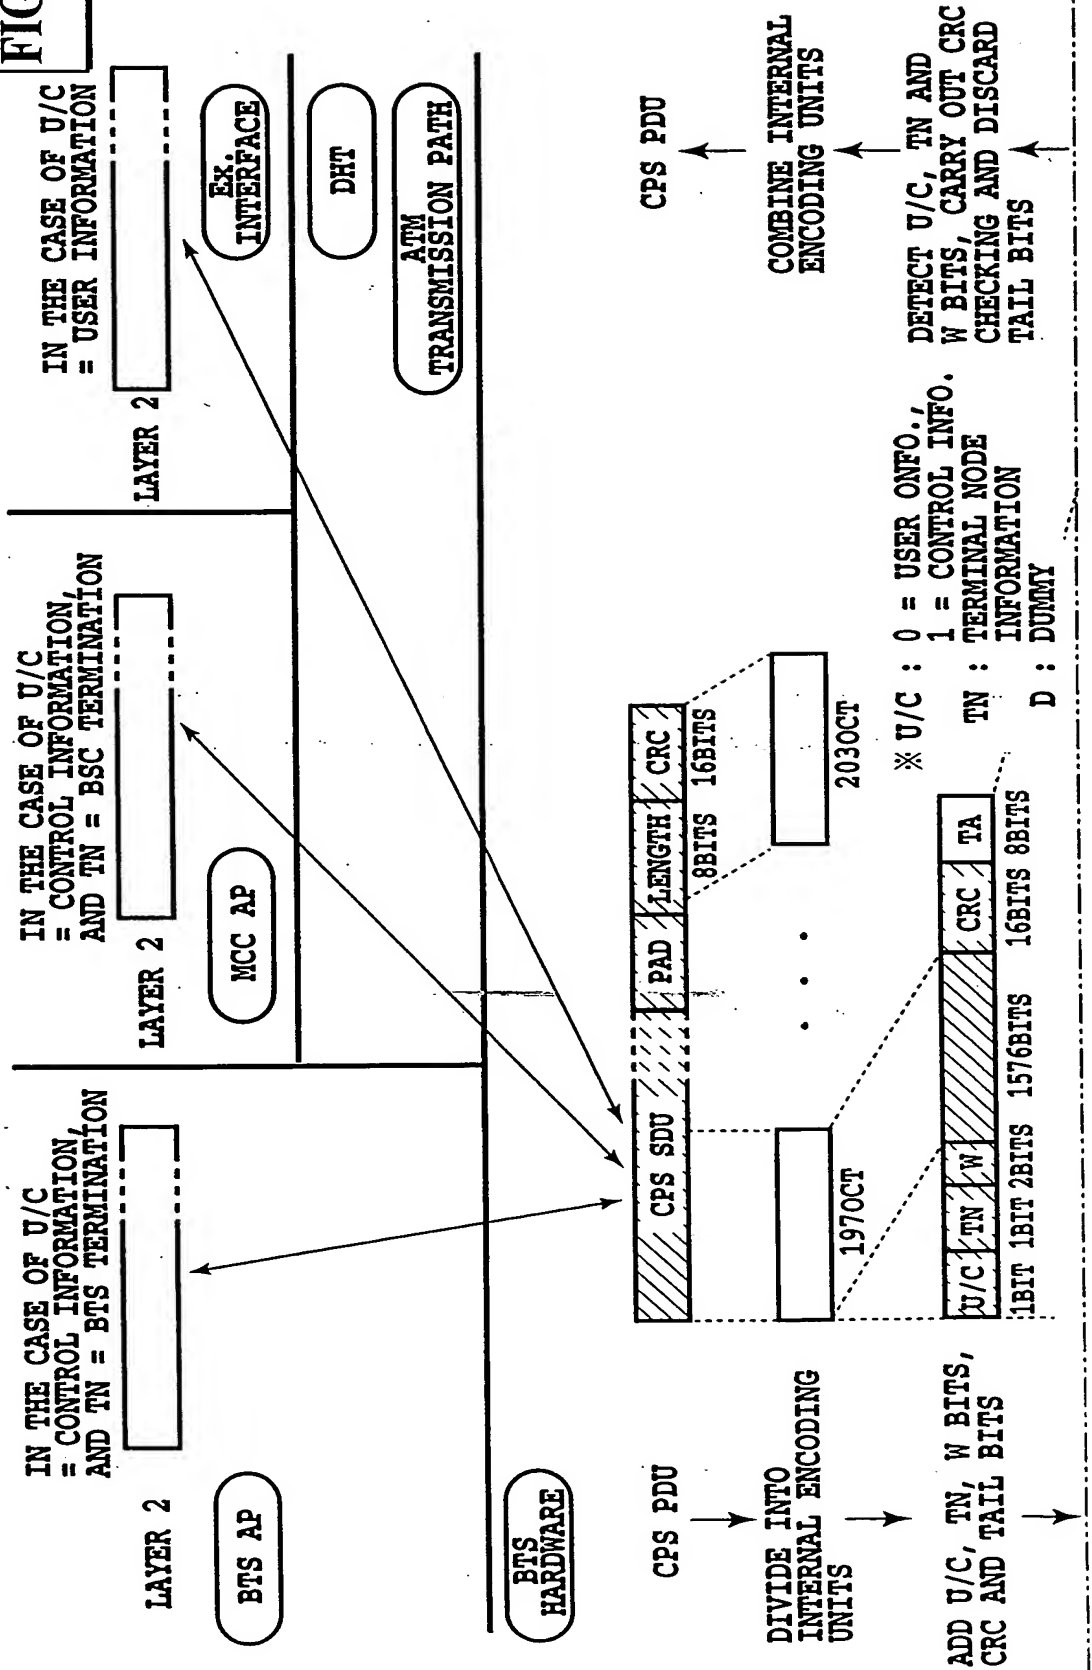 FIG
IN THE CASE OF U/C
= CONTROL INFORMATION,
AND TN = BTS TERMINATION
LAYER 2
BTS AP
IN THE CASE OF U/C
= CONTROL INFORMATION,
AND TN = BSC TERMINATION
LAYER 2
MCC AP
IN THE CASE OF U/C
= USER INFORMATION
LAYER 2
EX.
INTERFACE
DHT
ATM
TRANSMISSION PATH
BTS
HARDWARE
CPS PDU
DIVIDE INTO
INTERNAL ENCODING
UNITS
ADD U/C, TN, W BITS,
CRC AND TAIL BITS
CPS SDU PAD LENGTH CRC
8BITS 16BITS
197OCT
203OCT
U/C TN W CRC TA
1BIT 1BIT 2BITS 1576BITS 16BITS 8BITS
※ U/C : 0 = USER ONFO.,
1 = CONTROL INFO.
TN : TERMINAL NODE
INFORMATION
D : DUMMY
CPS PDU
COMBINE INTERNAL
ENCODING UNITS
DETECT U/C, TN AND
W BITS, CARRY OUT CRC
CHECKING AND DISCARD
TAIL BITS